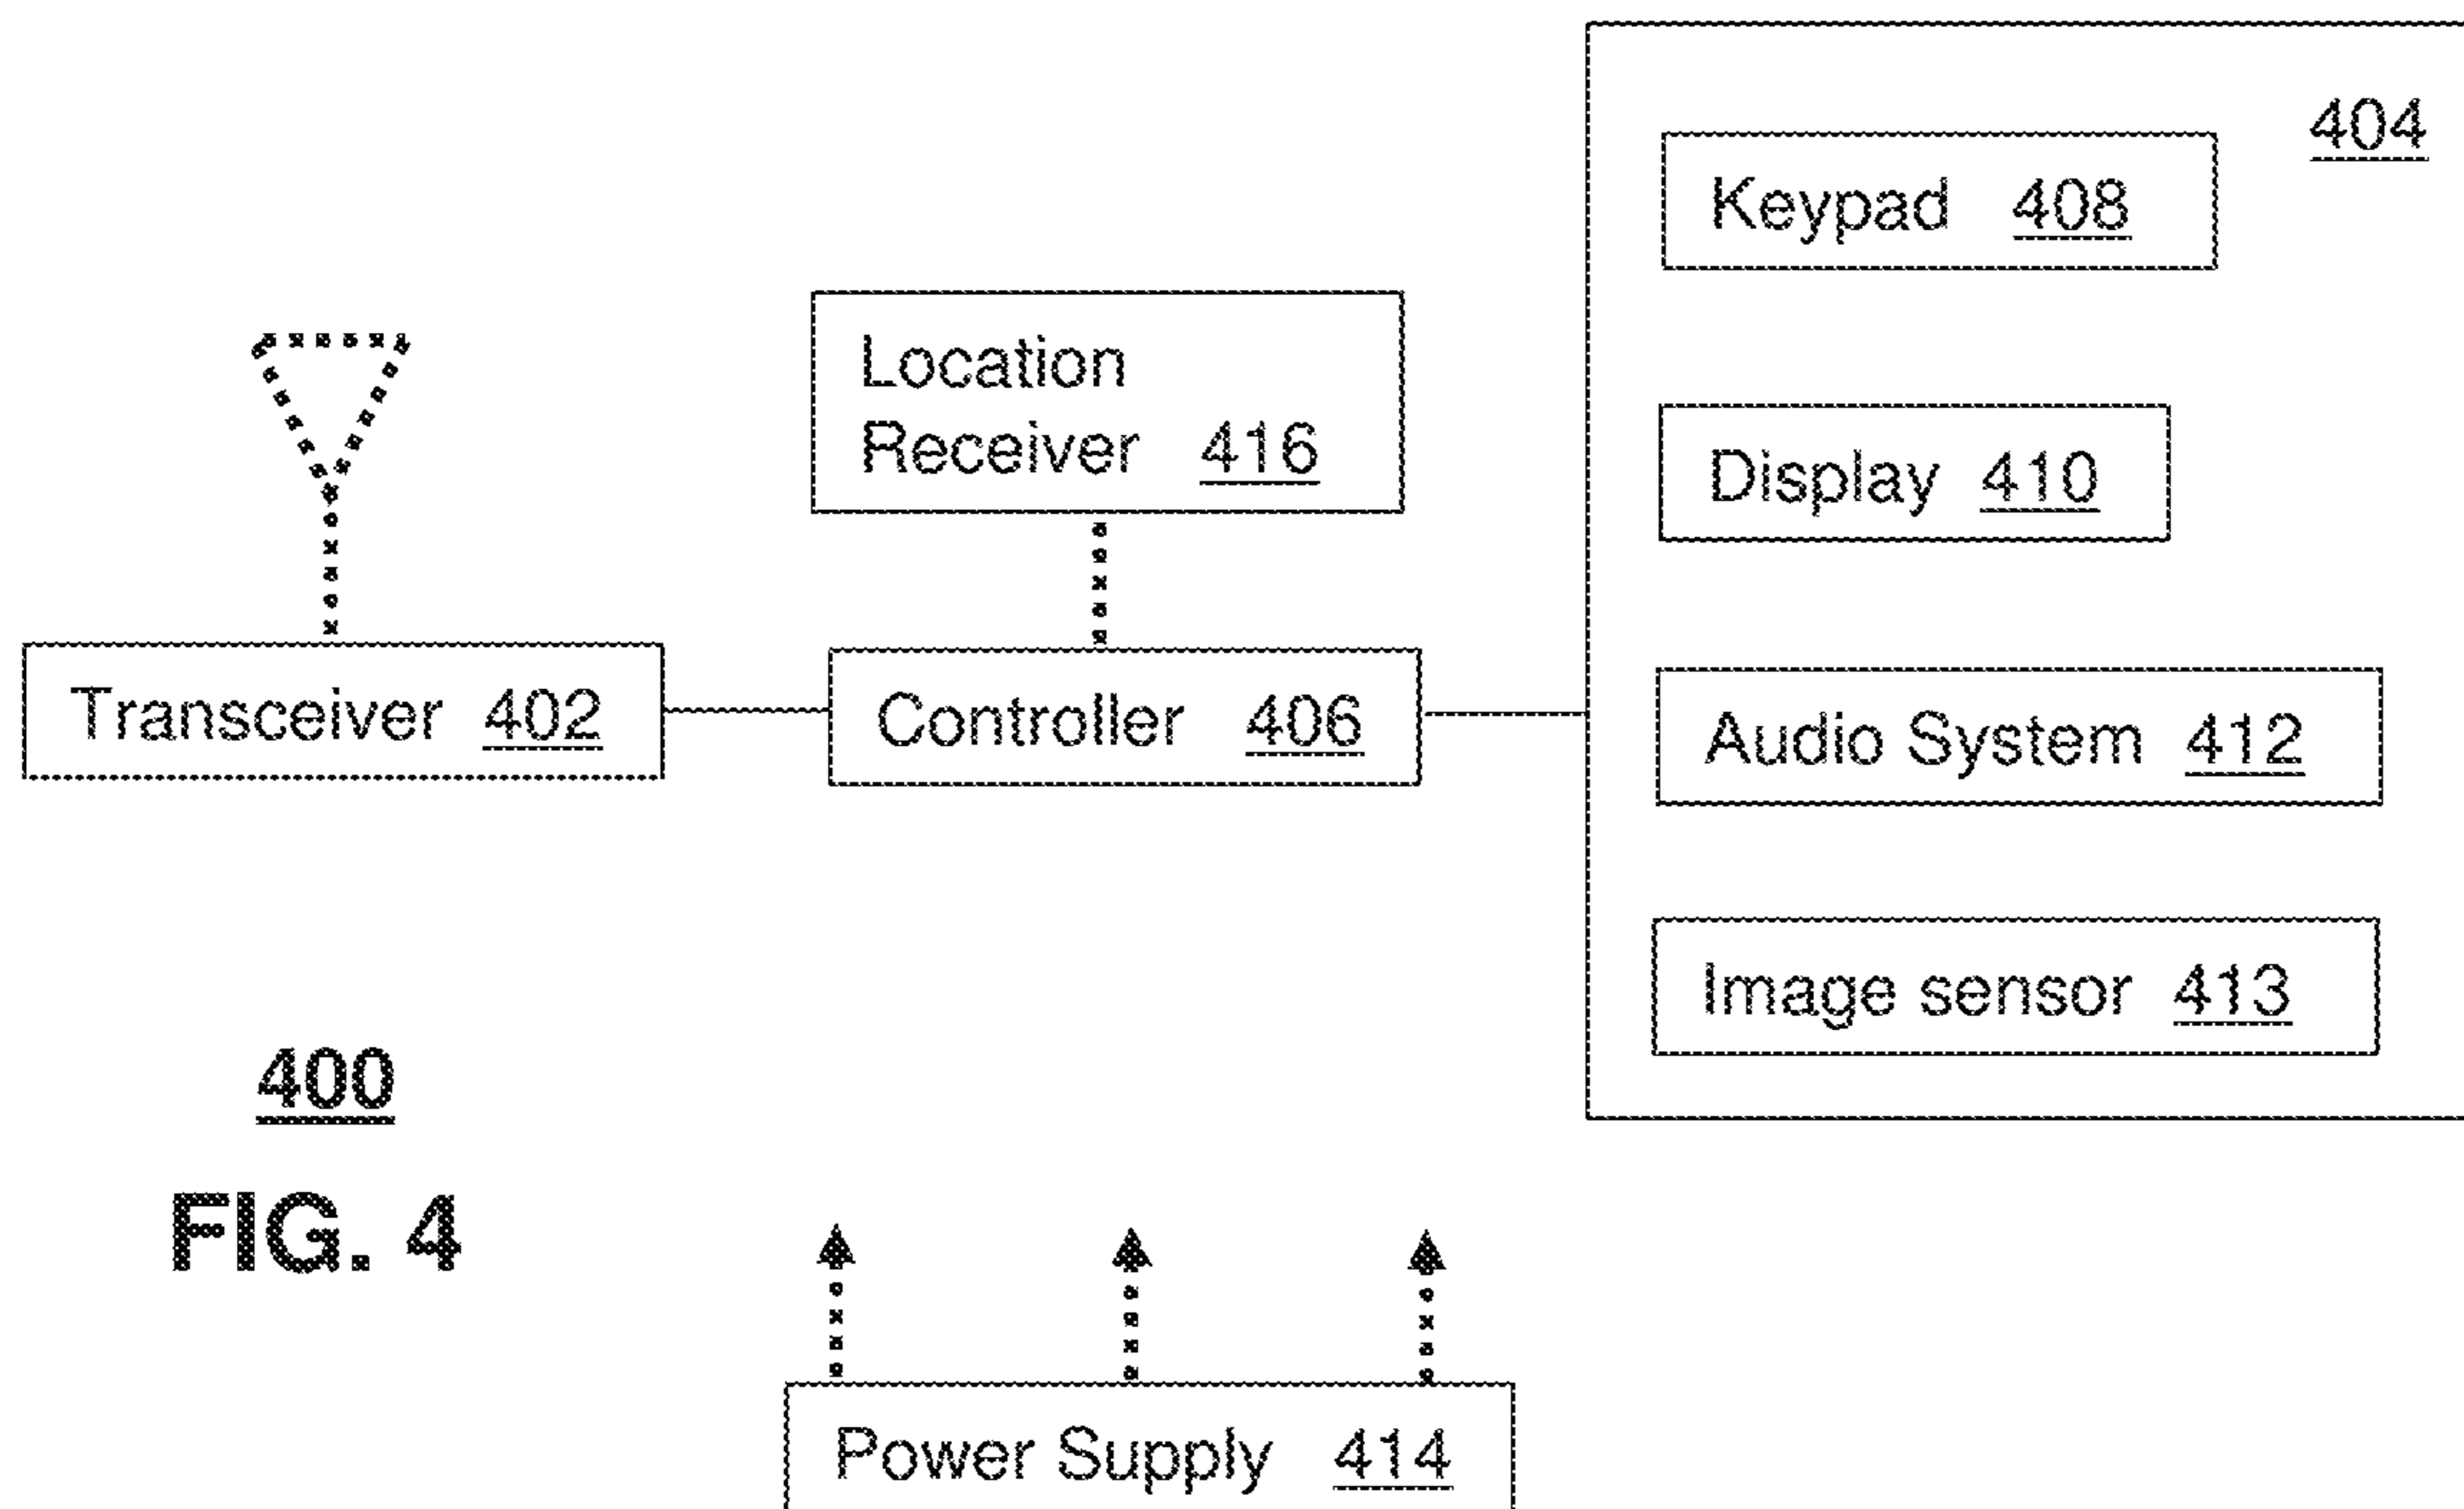 404
Keypad 408
Location
Receiver 416
Display 410
Transceiver 402
Controller 406
Audio System 412
Image sensor 413
400
FIG. 4
Power Supply 414